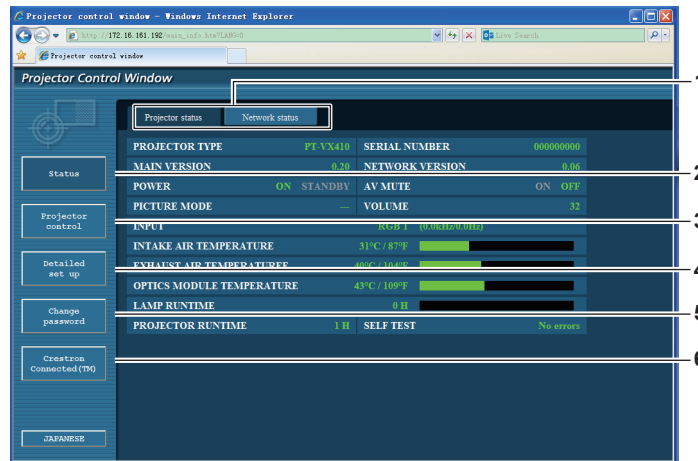 Projector control window - Windows Internet Explorer
http://172.16.161.192/main_info.htm?LANG=0
Live Search
Projector control window
Projector Control Window
1
Projector status Network status
PROJECTOR TYPE PT-VX410 SERIAL NUMBER 000000000
MAIN VERSION 0.20 NETWORK VERSION 0.06
Status
2
POWER ON STANDBY AV MUTE ON OFF
PICTURE MODE — VOLUME 32
Projector control
3
INPUT RGB 1 (0.0kHz/0.0Hz)
INTAKE AIR TEMPERATURE 31°C / 87°F
EXHAUST AIR TEMPERATURE 40°C / 104°F
Detailed set up
4
OPTICS MODULE TEMPERATURE 43°C / 109°F
LAMP RUNTIME 0 H
Change password
5
PROJECTOR RUNTIME 1 H SELF TEST No errors
Crestron Connected(TM)
6
JAPANESE